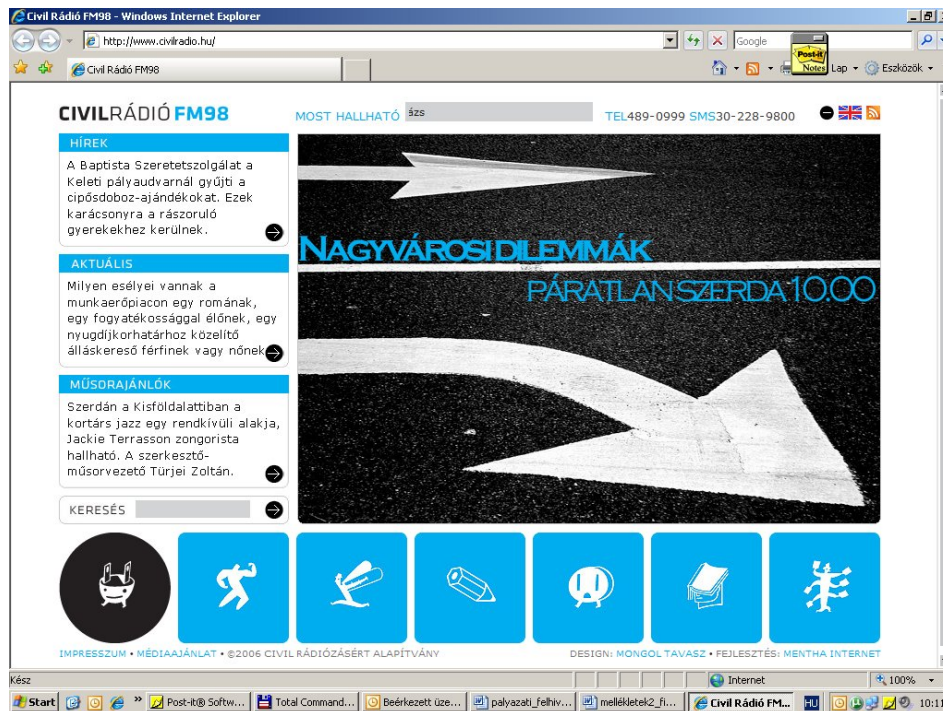 Civil Rádió FM98 - Windows Internet Explorer
http://www.civilradio.hu/
Google
Post-it
Notes
Civil Rádió FM98
Lap
Eszközök
CIVILRÁDIÓ FM98
MOST HALLHATÓ ázs
TEL489-0999 SMS30-228-9800
HÍREK
A Baptista Szeretetszolgálat a
Keleti pályaudvarnál gyűjti a
cipősdoboz-ajándékokat. Ezek
karácsonyra a rászoruló
gyerekekhez kerülnek.
AKTUÁLIS
Milyen esélyei vannak a
munkaerőpiacon egy romának,
egy fogyatékossággal élőnek, egy
nyugdíjkorhatárhoz közelítő
álláskereső férfinek vagy nőnek
MŰSORAJÁNLÓK
Szerdán a Kisföldalattiban a
kortárs jazz egy rendkívüli alakja,
Jackie Terrasson zongorista
hallható. A szerkesztő-
műsorvezető Türjei Zoltán.
KERESÉS
NAGYVÁROSI DILEMMÁK
PÁRATLAN SZERDA 10.00
IMPRESSZUM • MÉDIAAJÁNLAT • ©2006 CIVIL RÁDIÓZÁSÉRT ALAPÍTVÁNY
DESIGN: MONGOL TAVASZ • FEJLESZTÉS: MENTHA INTERNET
Kész
Internet
100%
Start
Post-it® Softw...
Total Command...
Beérkezett üze...
palyazati_felhiv...
mellékletek2_fi...
Civil Rádió FM...
HU
10:11